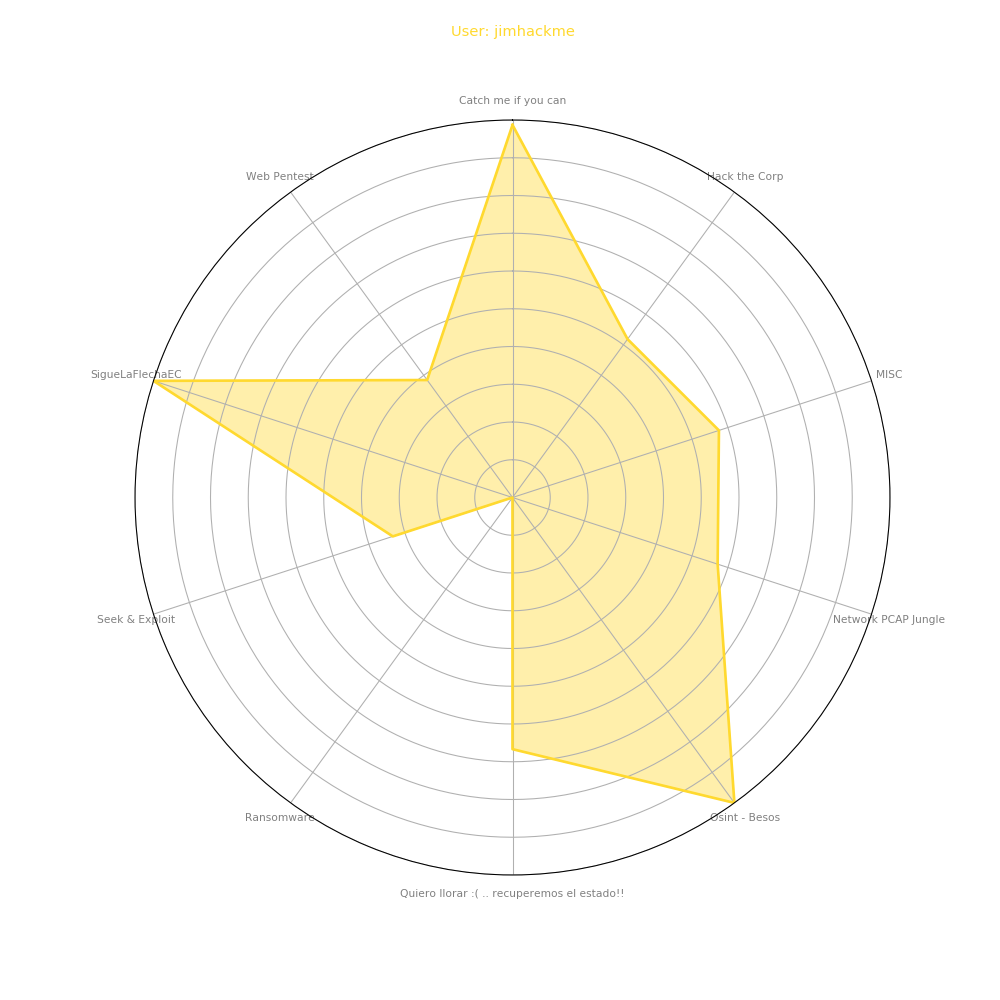 User: jimhackme
Catch me if you can
Web Pentest
Hack the Corp
SigueLaFlechaEC
MISC
Seek & Exploit
Network PCAP Jungle
Ransomware
Osint - Besos
Quiero llorar :( .. recuperemos el estado!!